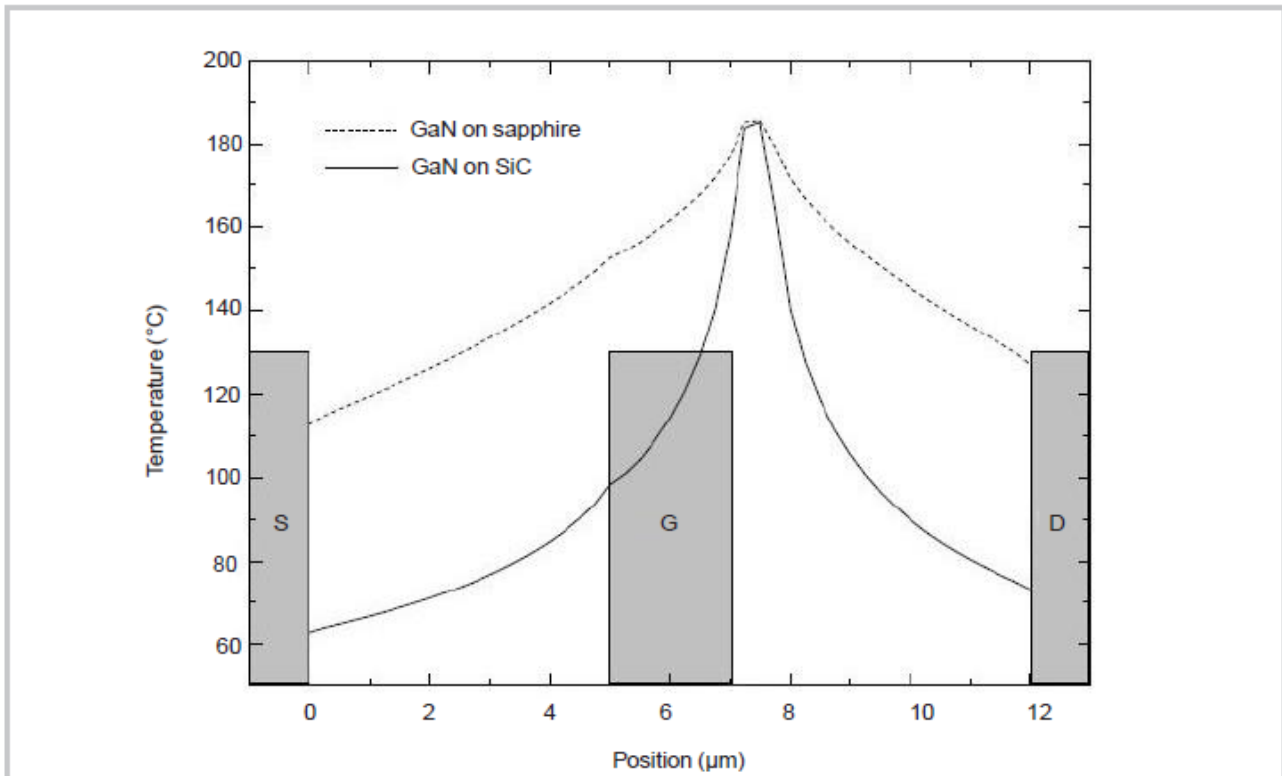 200
180
160
140
120
100
80
60
Temperature (°C)
GaN on sapphire
GaN on SiC
S
G
D
0 2 4 6 8 10 12
Position (µm)